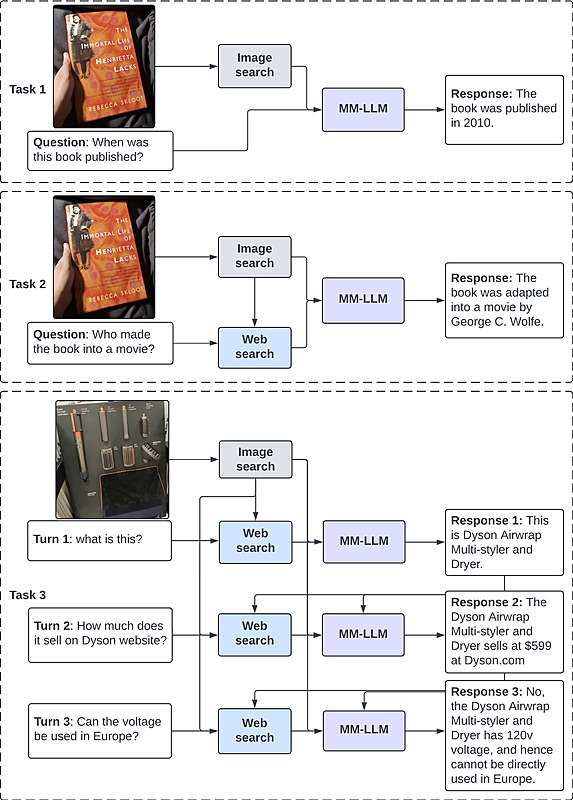 Task 1
THE
IMMORTAL LIFE
OF
HENRIETTA
LACKS
REBECCA SKLOOT
Image
search
MM-LLM
Response: The
book was published
in 2010.
Question: When was
this book published?
Task 2
THE
IMMORTAL LIFE
OF
HENRIETTA
LACKS
REBECCA SKLOOT
Image
search
MM-LLM
Response: The
book was adapted
into a movie by
George C. Wolfe.
Question: Who made
the book into a movie?
Web
search
Task 3
Image
search
Turn 1: what is this?
Web
search
MM-LLM
Response 1: This
is Dyson Airwrap
Multi-styler and
Dryer.
Turn 2: How much does
it sell on Dyson website?
Web
search
MM-LLM
Response 2: The
Dyson Airwrap
Multi-styler and
Dryer sells at $599
at Dyson.com
Turn 3: Can the voltage
be used in Europe?
Web
search
MM-LLM
Response 3: No,
the Dyson Airwrap
Multi-styler and
Dryer has 120v
voltage, and hence
cannot be directly
used in Europe.